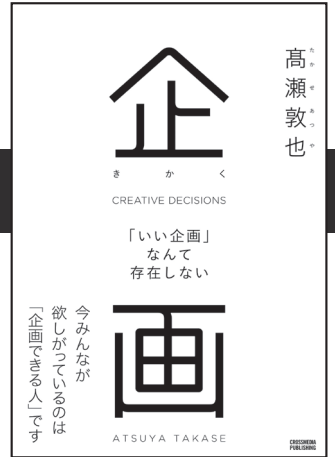 髙瀬敦也
たかせあつや
企
きかく
CREATIVE DECISIONS
「いい企画」
なんて
存在しない
画
ATSUYA TAKASE
今みんなが
欲しがっているのは
「企画できる人」です
CROSSMEDIA
PUBLISHING